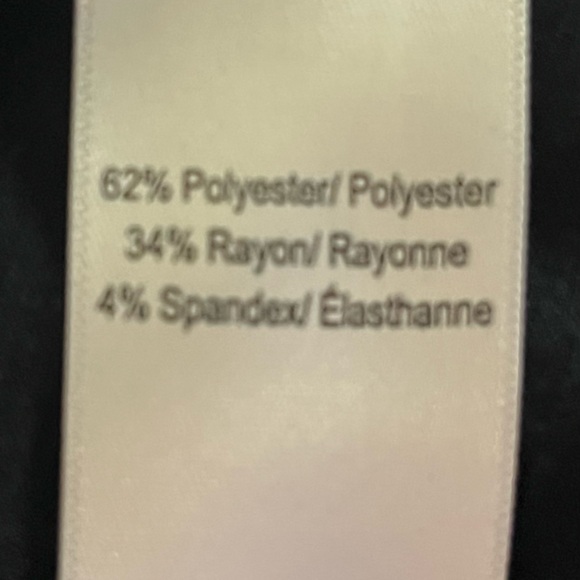 62% Polyester/ Polyester
34% Rayon/ Rayonne
4% Spandex/ Élasthanne